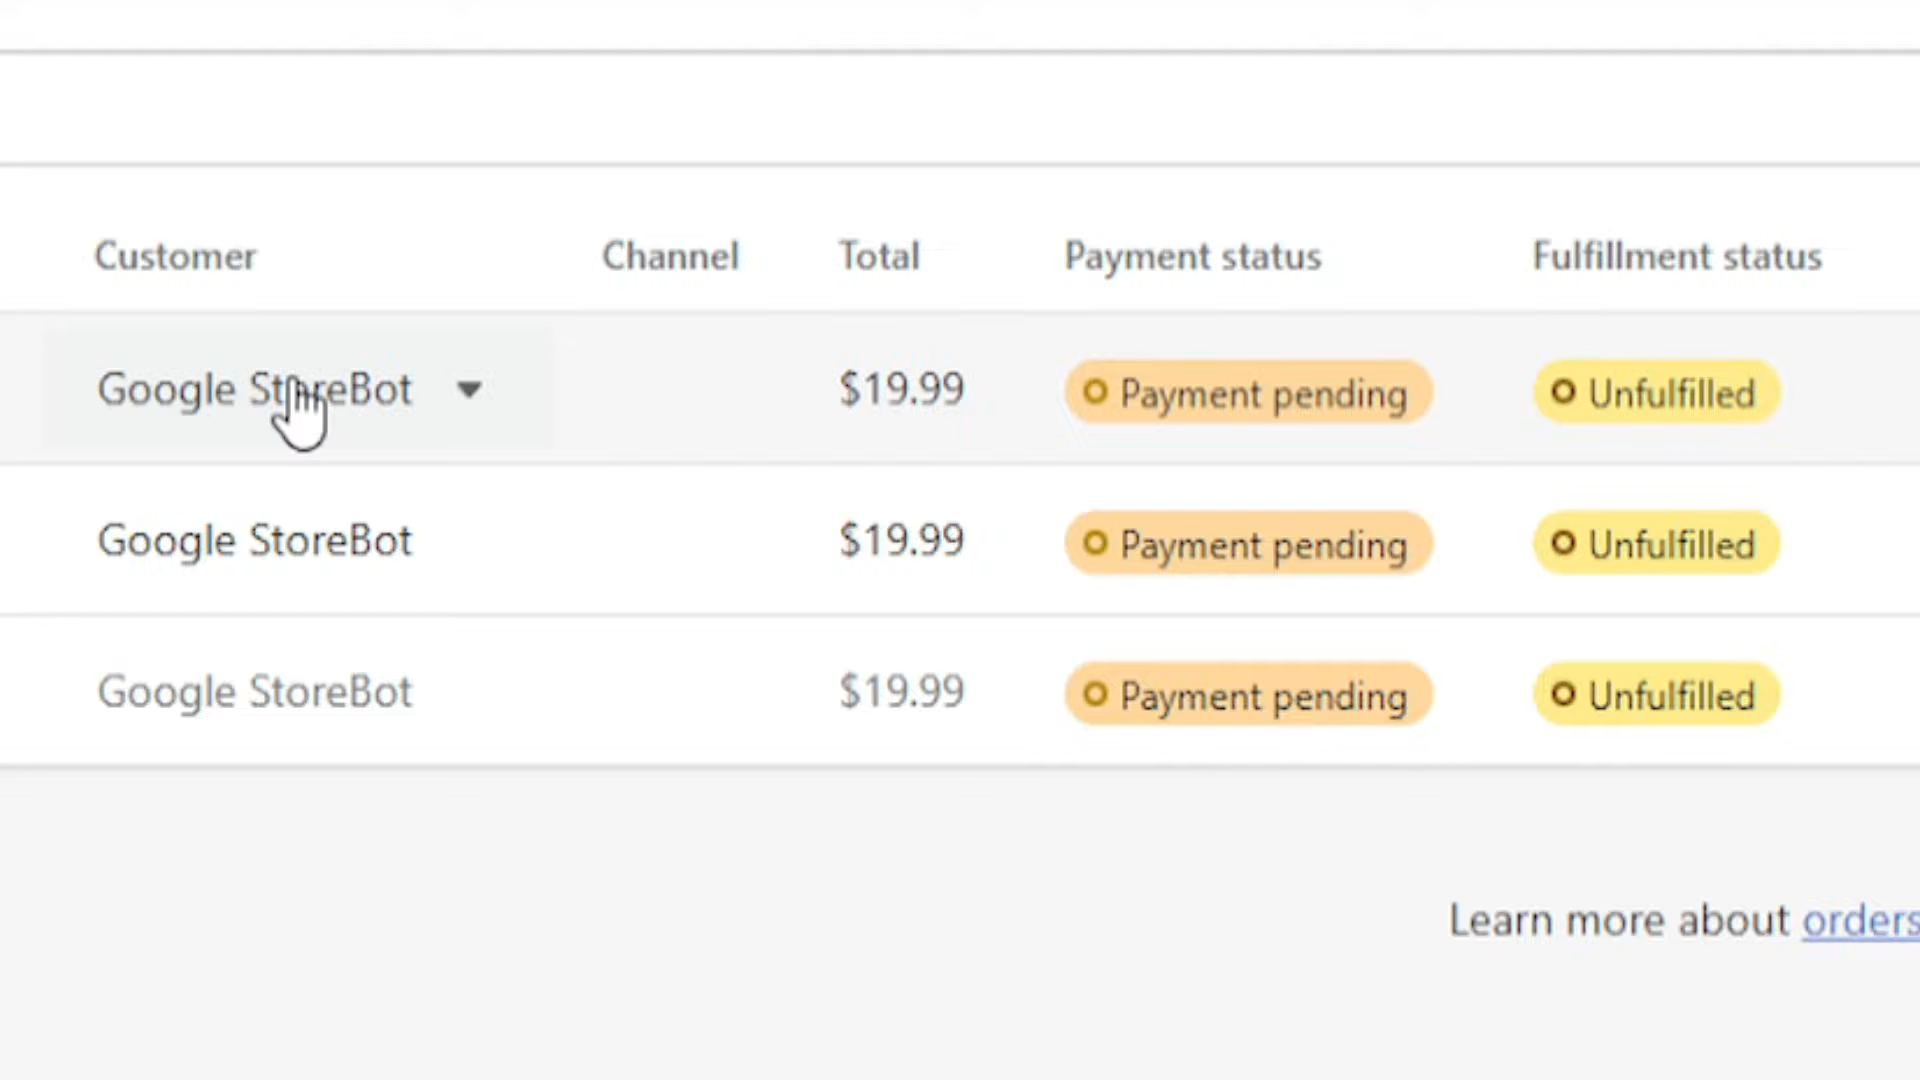 Customer Channel Total Payment status Fulfillment status
Google StoreBot $19.99 Payment pending Unfulfilled
Google StoreBot $19.99 Payment pending Unfulfilled
Google StoreBot $19.99 Payment pending Unfulfilled
Learn more about orders